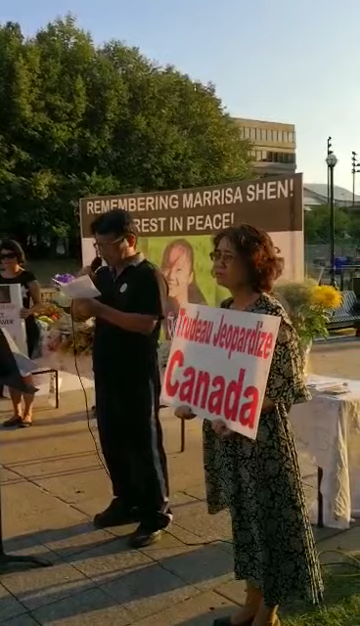 REMEMBERING MARRISA SHEN!
REST IN PEACE!
Trudeau Jeopardize
Canada